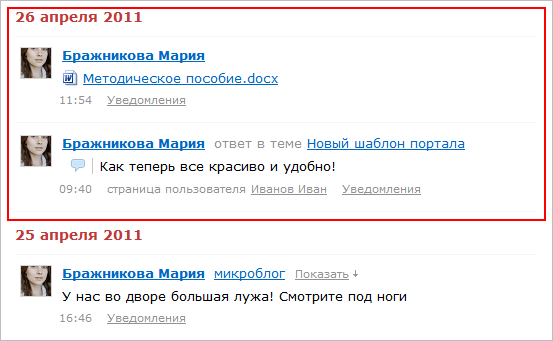 26 апреля 2011
Бражникова Мария
Методическое пособие.docx
11:54 Уведомления
Бражникова Мария ответ в теме Новый шаблон портала
Как теперь все красиво и удобно!
09:40 страница пользователя Иванов Иван Уведомления
25 апреля 2011
Бражникова Мария микроблог Показать
У нас во дворе большая лужа! Смотрите под ноги
16:46 Уведомления